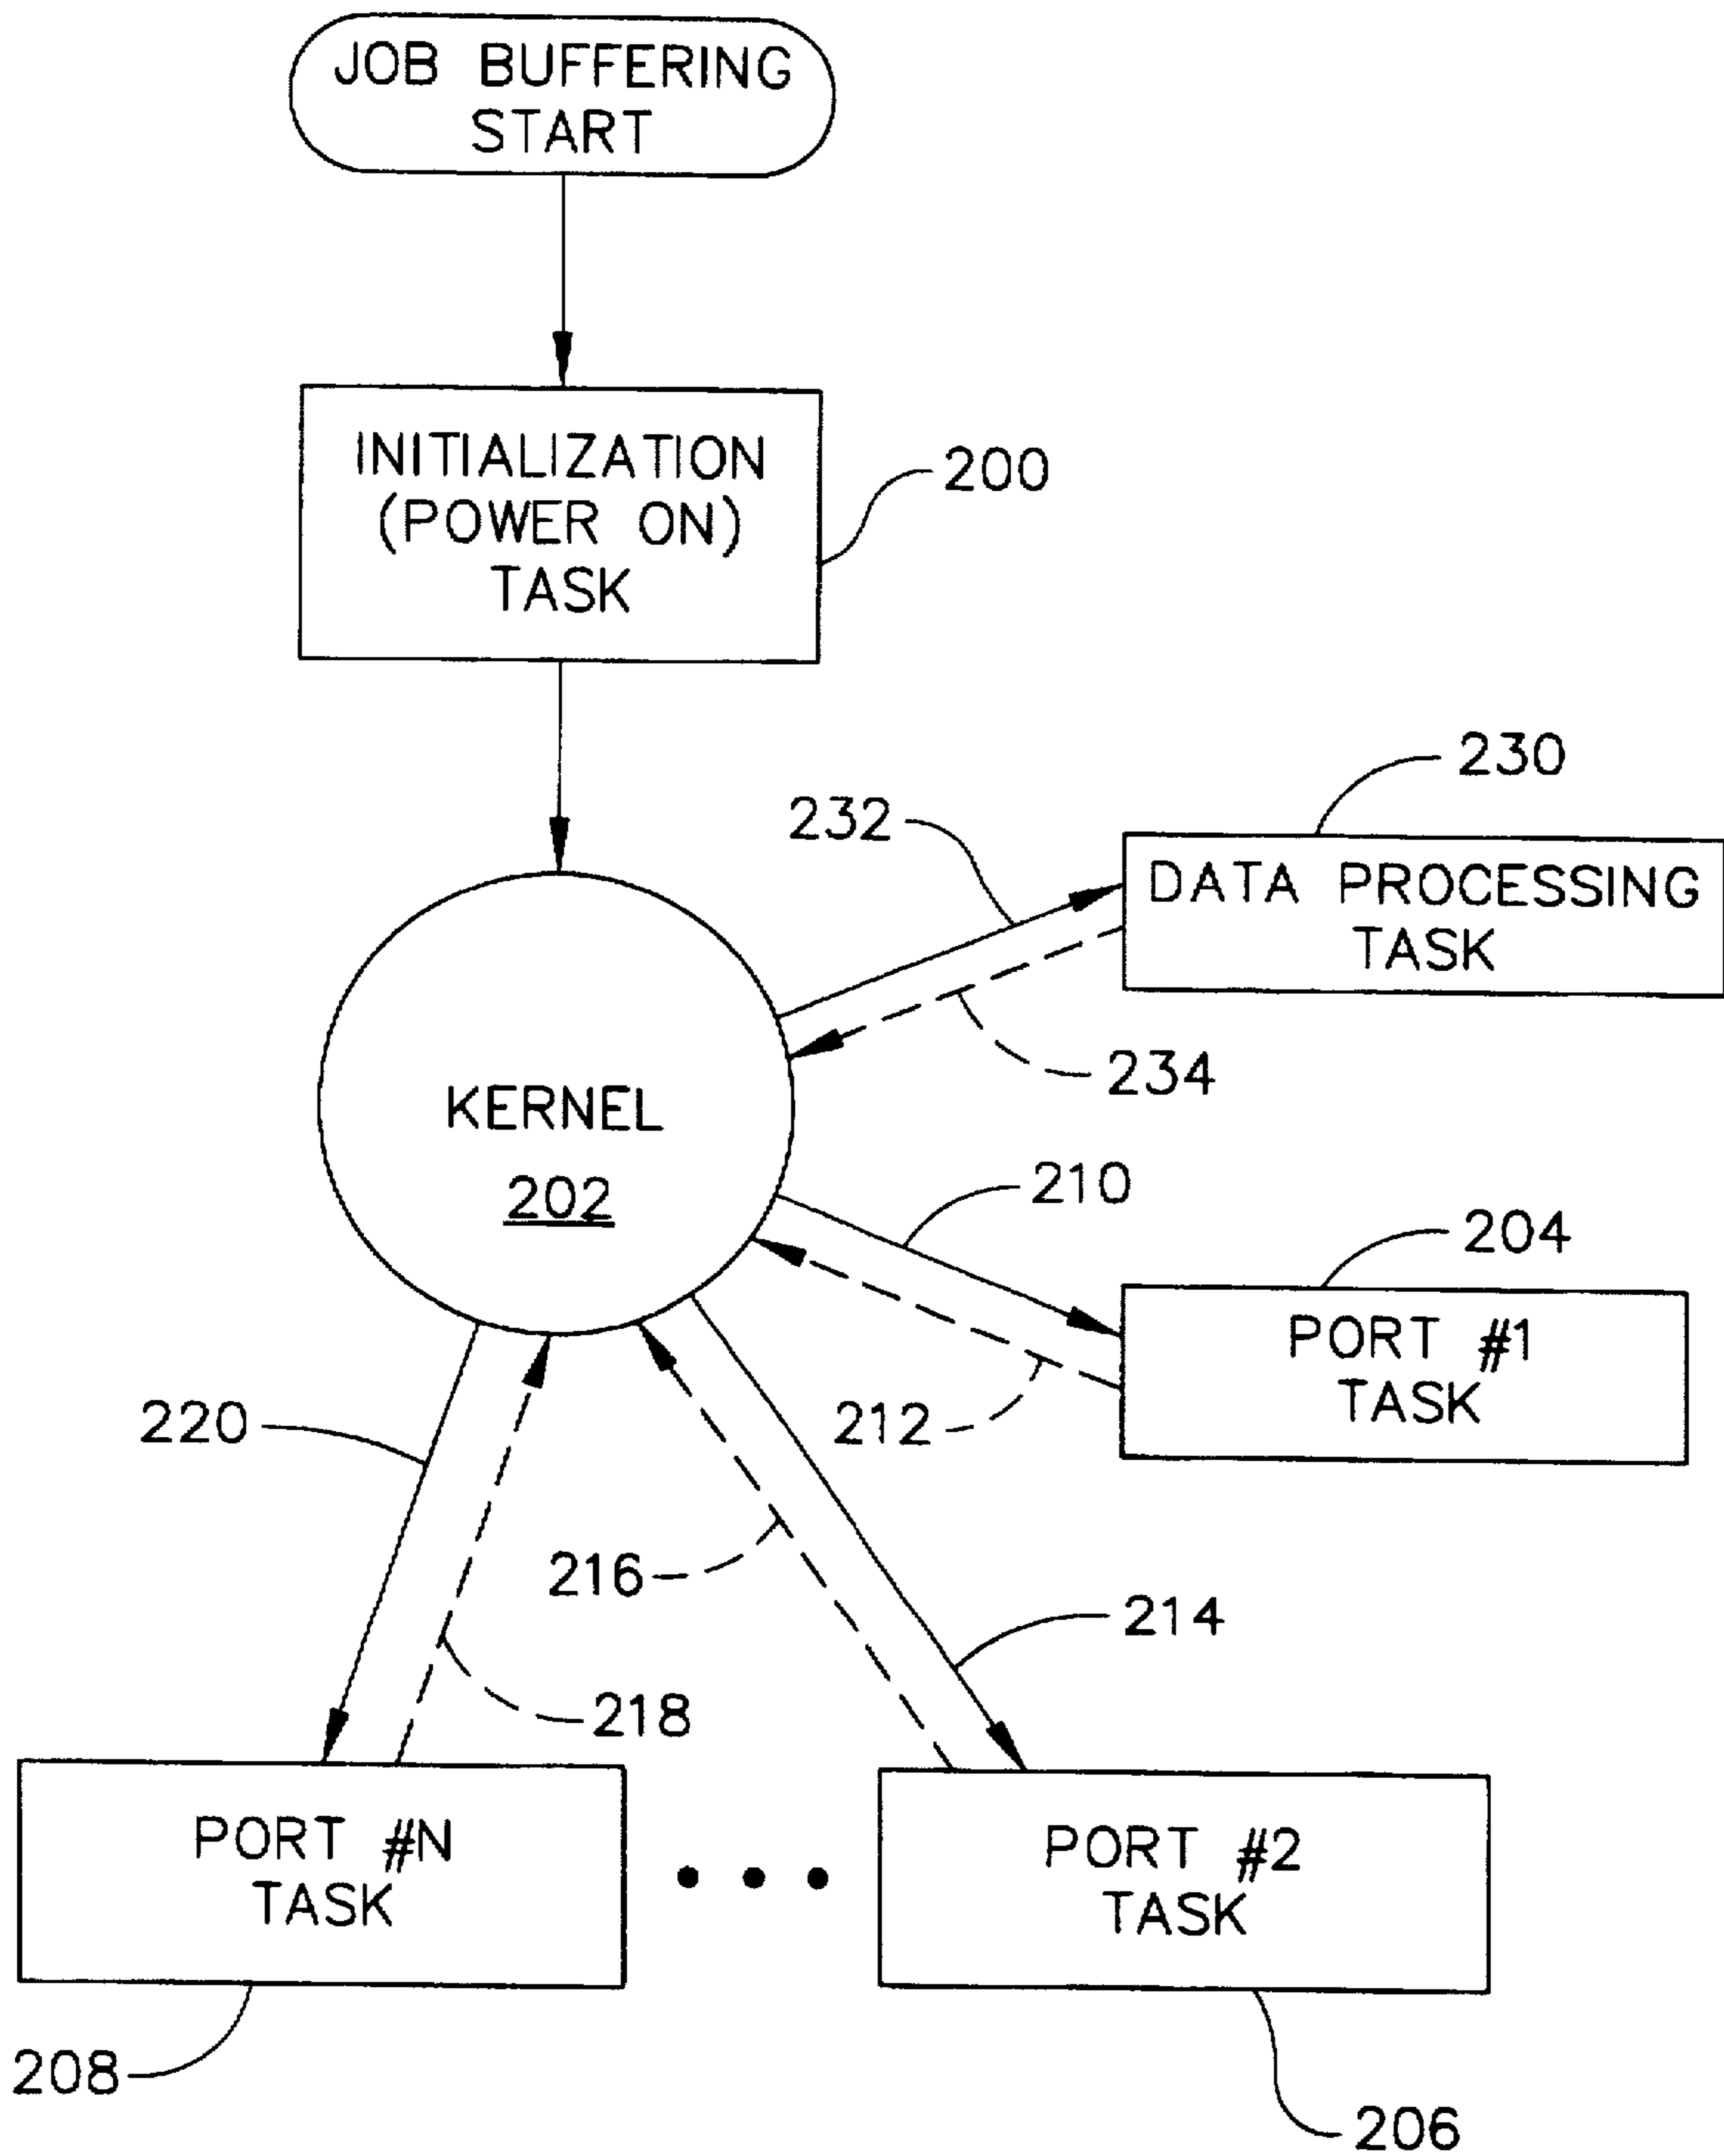 JOB BUFFERING
START
INITIALIZATION
(POWER ON)
TASK
200
230
232
DATA PROCESSING
TASK
234
KERNEL
202
210
204
PORT #1
TASK
212
220
216
214
218
PORT #N
TASK
PORT #2
TASK
208
206